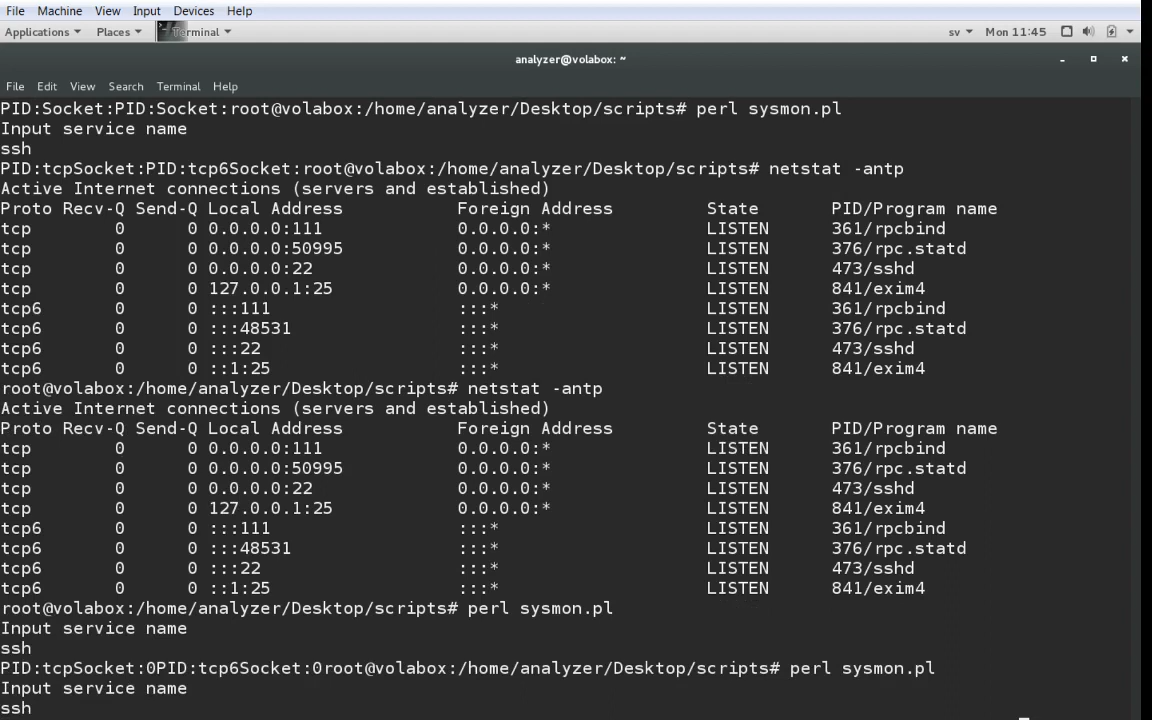 File Machine View Input Devices Help
Applications Places Terminal sv Mon 11:45
analyzer@volabox: ~
File Edit View Search Terminal Help
PID:Socket:PID:Socket:root@volabox:/home/analyzer/Desktop/scripts# perl sysmon.pl
Input service name
ssh
PID:tcpSocket:PID:tcp6Socket:root@volabox:/home/analyzer/Desktop/scripts# netstat -antp
Active Internet connections (servers and established)
Proto Recv-Q Send-Q Local Address Foreign Address State PID/Program name
tcp 0 0 0.0.0.0:111 0.0.0.0:* LISTEN 361/rpcbind
tcp 0 0 0.0.0.0:50995 0.0.0.0:* LISTEN 376/rpc.statd
tcp 0 0 0.0.0.0:22 0.0.0.0:* LISTEN 473/sshd
tcp 0 0 127.0.0.1:25 0.0.0.0:* LISTEN 841/exim4
tcp6 0 0 :::111 :::* LISTEN 361/rpcbind
tcp6 0 0 :::48531 :::* LISTEN 376/rpc.statd
tcp6 0 0 :::22 :::* LISTEN 473/sshd
tcp6 0 0 ::1:25 :::* LISTEN 841/exim4
root@volabox:/home/analyzer/Desktop/scripts# netstat -antp
Active Internet connections (servers and established)
Proto Recv-Q Send-Q Local Address Foreign Address State PID/Program name
tcp 0 0 0.0.0.0:111 0.0.0.0:* LISTEN 361/rpcbind
tcp 0 0 0.0.0.0:50995 0.0.0.0:* LISTEN 376/rpc.statd
tcp 0 0 0.0.0.0:22 0.0.0.0:* LISTEN 473/sshd
tcp 0 0 127.0.0.1:25 0.0.0.0:* LISTEN 841/exim4
tcp6 0 0 :::111 :::* LISTEN 361/rpcbind
tcp6 0 0 :::48531 :::* LISTEN 376/rpc.statd
tcp6 0 0 :::22 :::* LISTEN 473/sshd
tcp6 0 0 ::1:25 :::* LISTEN 841/exim4
root@volabox:/home/analyzer/Desktop/scripts# perl sysmon.pl
Input service name
ssh
PID:tcpSocket:0PID:tcp6Socket:0root@volabox:/home/analyzer/Desktop/scripts# perl sysmon.pl
Input service name
ssh